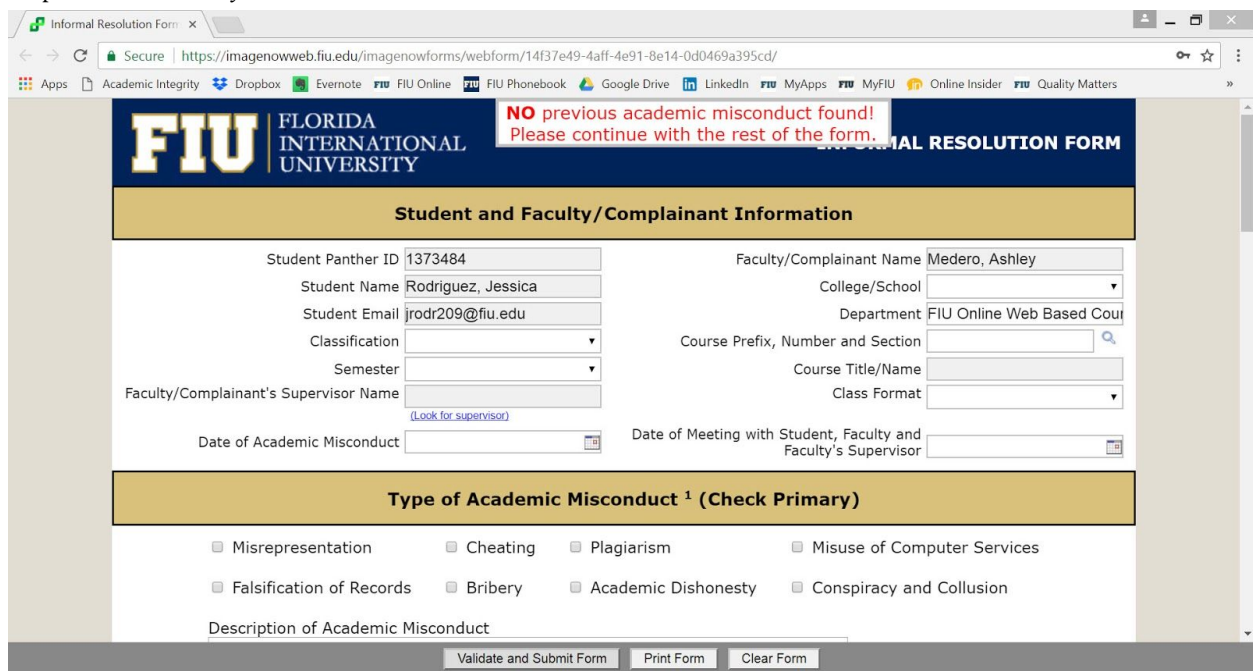 Informal Resolution Form
Secure | https://imagenowweb.fiu.edu/imagenowforms/webform/14f37e49-4aff-4e91-8e14-0d0469a395cd/
Apps Academic Integrity Dropbox Evernote FIU FIU Online FIU FIU Phonebook Google Drive in LinkedIn FIU MyApps FIU MyFIU Online Insider FIU Quality Matters »
NO previous academic misconduct found!
Please continue with the rest of the form.
FIU FLORIDA INTERNATIONAL UNIVERSITY
INFORMAL RESOLUTION FORM
Student and Faculty/Complainant Information
Student Panther ID 1373484 Faculty/Complainant Name Medero, Ashley
Student Name Rodriguez, Jessica College/School
Student Email jrodr209@fiu.edu Department FIU Online Web Based Cour
Classification Course Prefix, Number and Section
Semester Course Title/Name
Faculty/Complainant's Supervisor Name Class Format
(Look for supervisor)
Date of Academic Misconduct Date of Meeting with Student, Faculty and
Faculty's Supervisor
Type of Academic Misconduct ¹ (Check Primary)
Misrepresentation Cheating Plagiarism Misuse of Computer Services
Falsification of Records Bribery Academic Dishonesty Conspiracy and Collusion
Description of Academic Misconduct
Validate and Submit Form Print Form Clear Form